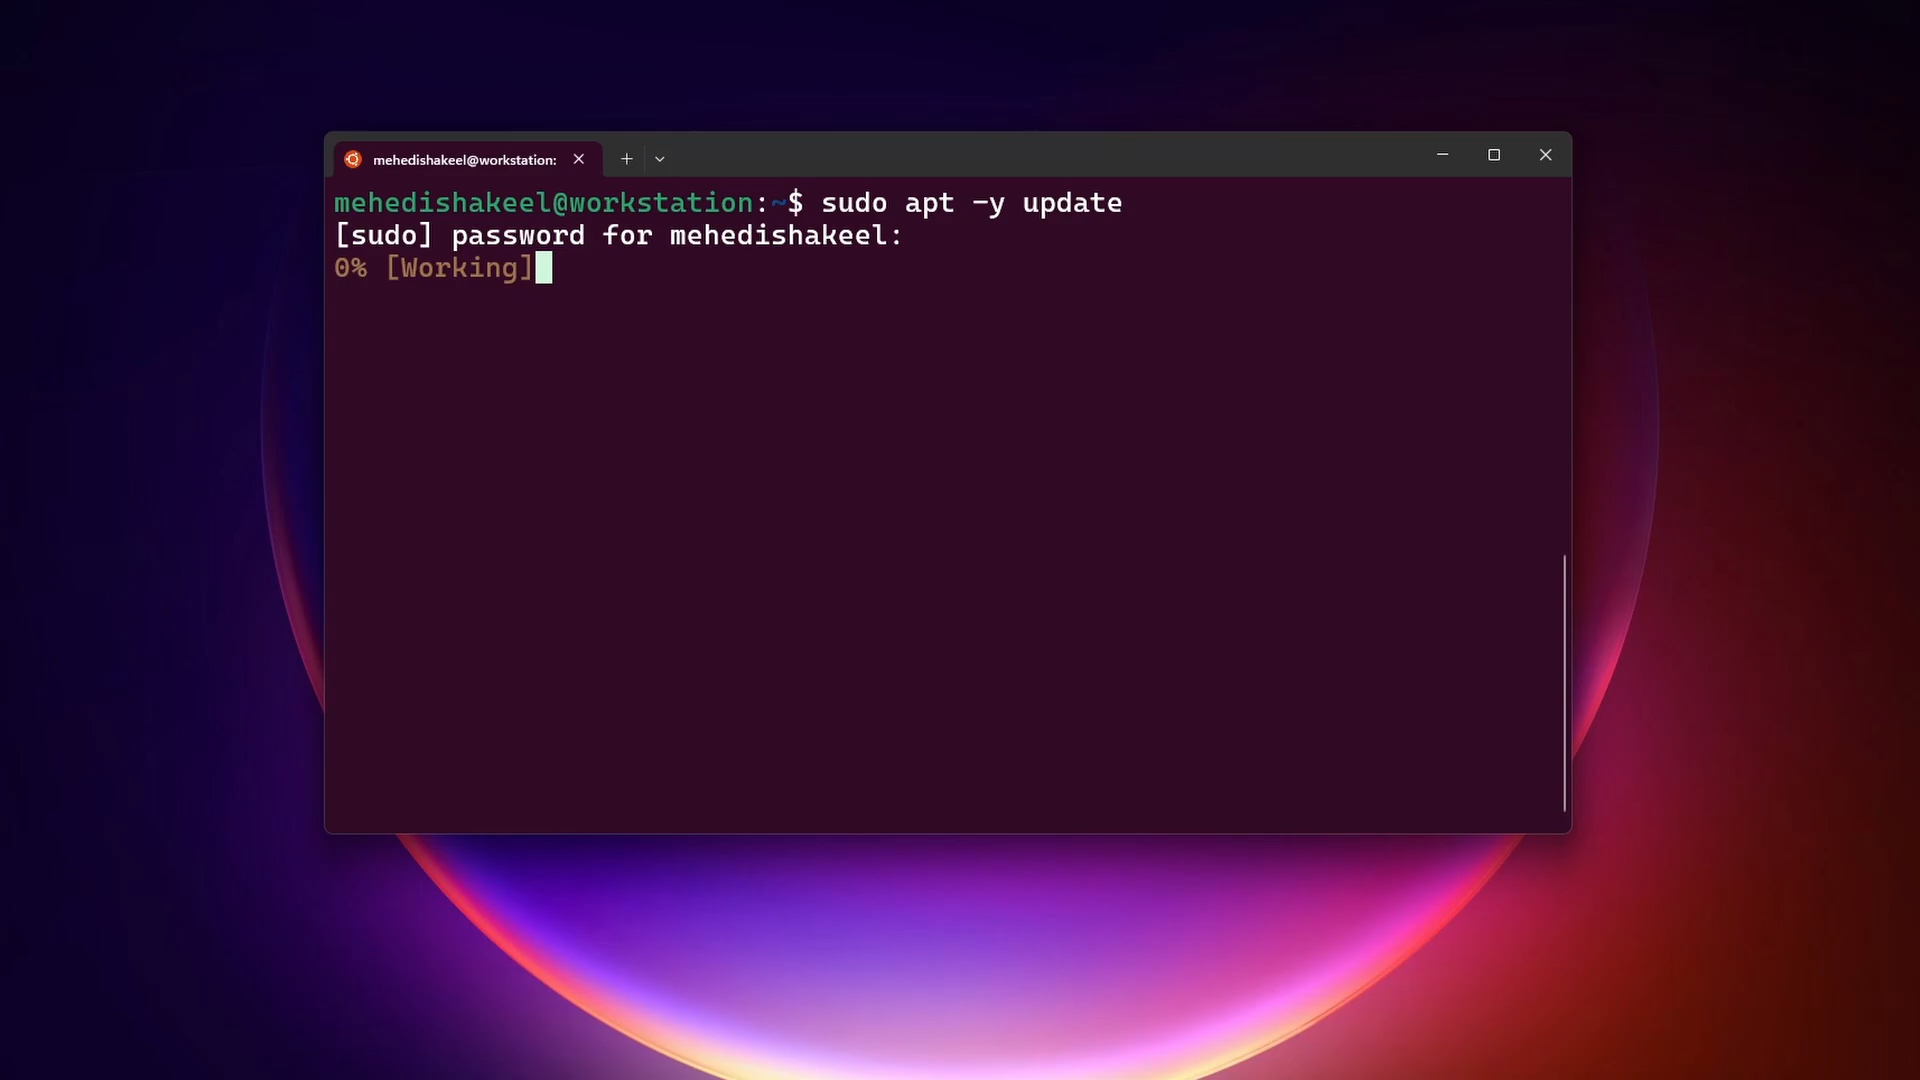 mehedishakeel@workstation:
mehedishakeel@workstation:~$ sudo apt -y update
[sudo] password for mehedishakeel:
0% [Working]